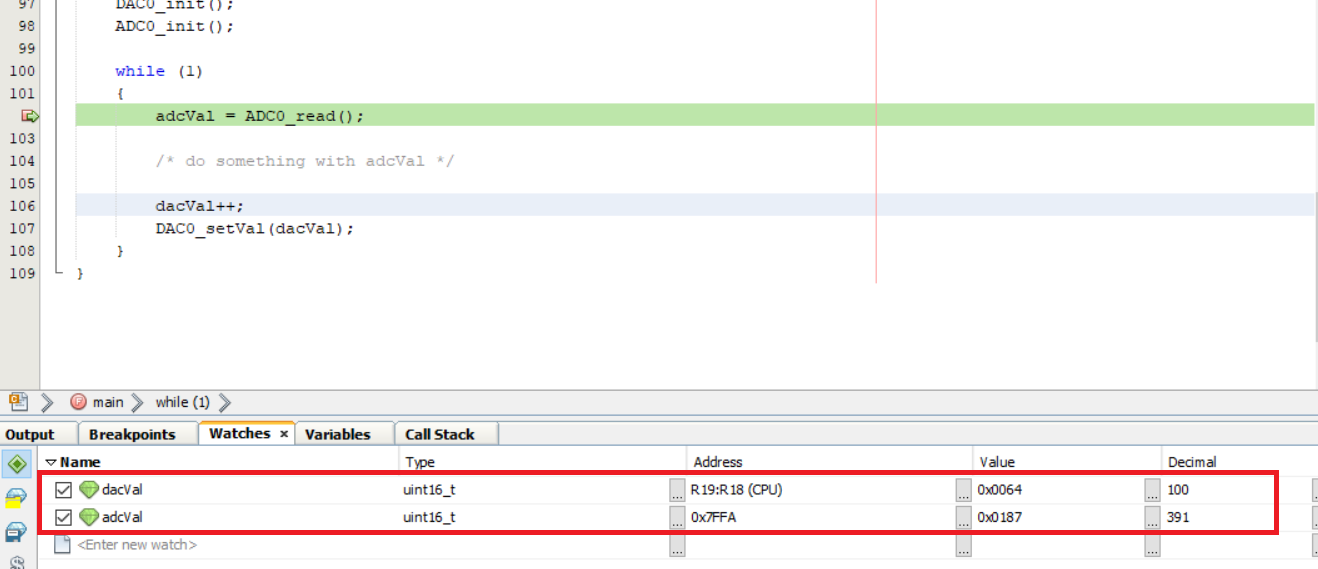 97 DAC0_init();
98 ADC0_init();
99
100 while (1)
101 {
adcVal = ADC0_read();
103
104 /* do something with adcVal */
105
106 dacVal++;
107 DAC0_setVal(dacVal);
108 }
109 }
main while (1)
Output Breakpoints Watches × Variables Call Stack
Name Type Address Value Decimal
dacVal uint16_t ... R19:R18 (CPU) ... 0x0064 ... 100
adcVal uint16_t ... 0x7FFA ... 0x0187 ... 391
<Enter new watch> ... ... ...